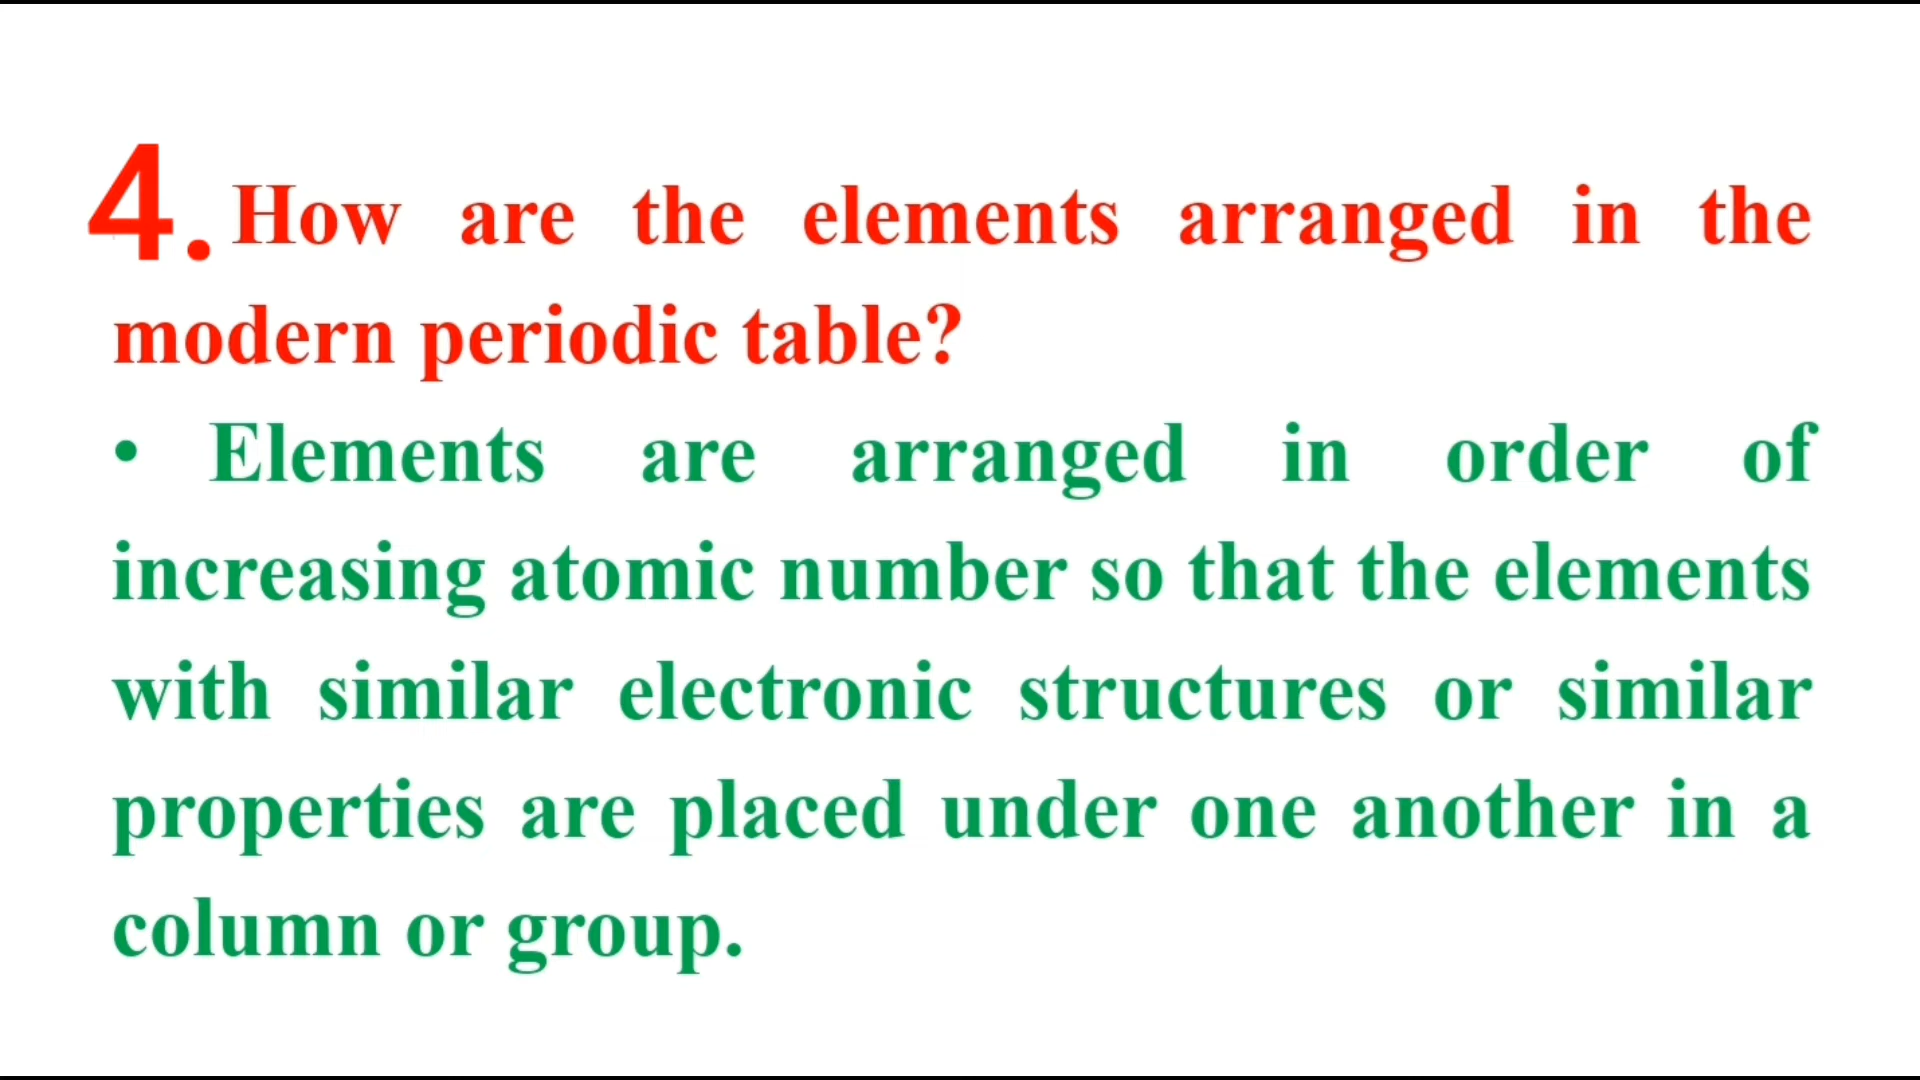 4. How are the elements arranged in the
modern periodic table?
• Elements are arranged in order of
increasing atomic number so that the elements
with similar electronic structures or similar
properties are placed under one another in a
column or group.